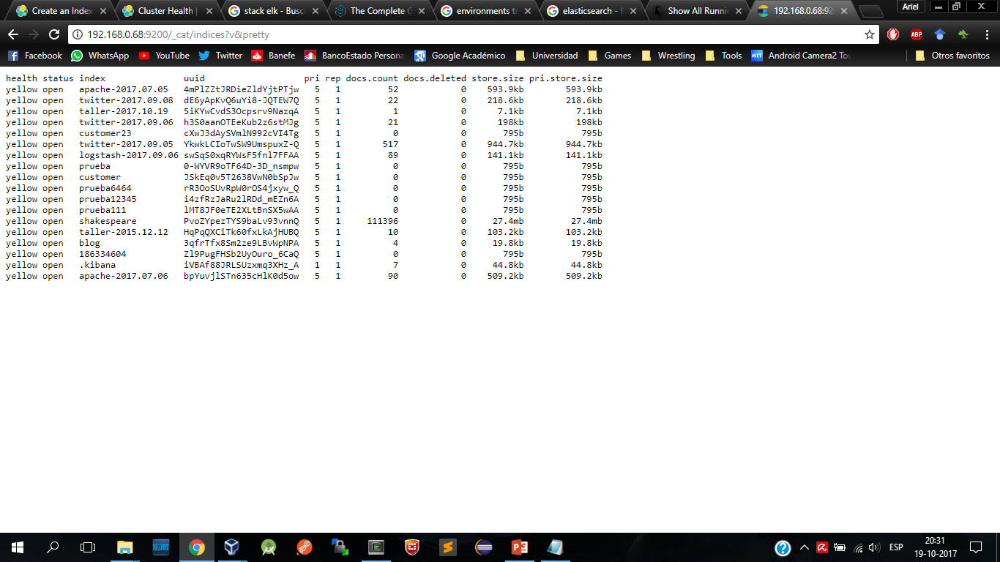 Create an Index
Cluster Health |
stack elk - Busc
The Complete G
environments tr
elasticsearch - E
Show All Runni
192.168.0.68:92
Ariel
192.168.0.68:9200/_cat/indices?v&pretty
Facebook WhatsApp YouTube Twitter Banefe BancoEstado Persona Google Académico Universidad Games Wrestling Tools Android Camera2 Tou Otros favoritos
health status index uuid pri rep docs.count docs.deleted store.size pri.store.size
yellow open apache-2017.07.05 4mPlZZtJRDieZldYjtPTjw 5 1 52 0 593.9kb 593.9kb
yellow open twitter-2017.09.08 dE6yApKvQ6uYi8-JQTEW7Q 5 1 22 0 218.6kb 218.6kb
yellow open taller-2017.10.19 5iKYwCvdS3Ocpsrv9NazqA 5 1 1 0 7.1kb 7.1kb
yellow open twitter-2017.09.06 h3S0aanOTEeKub2z6stMJg 5 1 21 0 198kb 198kb
yellow open customer23 cXwJ3dAySVmlN992cVI4Tg 5 1 0 0 795b 795b
yellow open twitter-2017.09.05 YkwkLCIoTwSW9UmspuxZ-Q 5 1 517 0 944.7kb 944.7kb
yellow open logstash-2017.09.06 swSqS0xqRYWsF5fnl7FFAA 5 1 89 0 141.1kb 141.1kb
yellow open prueba 0-WYVR9oTF64D-3D_nsmpw 5 1 0 0 795b 795b
yellow open customer JSkEq0v5T2638VwN0bSpJw 5 1 0 0 795b 795b
yellow open prueba6464 rR3OoSUvRpW0rOS4jxyw_Q 5 1 0 0 795b 795b
yellow open prueba12345 i4zfRzJaRu2lRDd_mEZn6A 5 1 0 0 795b 795b
yellow open prueba111 lMT8JF0eTE2XLtBnSX5wAA 5 1 0 0 795b 795b
yellow open shakespeare PvoZYpezTYS9baLv93vnnQ 5 1 111396 0 27.4mb 27.4mb
yellow open taller-2015.12.12 HqPqQXCiTk60fxLkAjHUBQ 5 1 10 0 103.2kb 103.2kb
yellow open blog 3qfrTfx8Sm2ze9LBvWpNPA 5 1 4 0 19.8kb 19.8kb
yellow open 186334604 Zl9PugFHSb2UyOuro_6CaQ 5 1 0 0 795b 795b
yellow open .kibana iVBAf88JRLSUzxmq3XHz_A 1 1 7 0 44.8kb 44.8kb
yellow open apache-2017.07.06 bpYuvjlSTn635cHlK0d5ow 5 1 90 0 509.2kb 509.2kb
ESP
20:31
19-10-2017